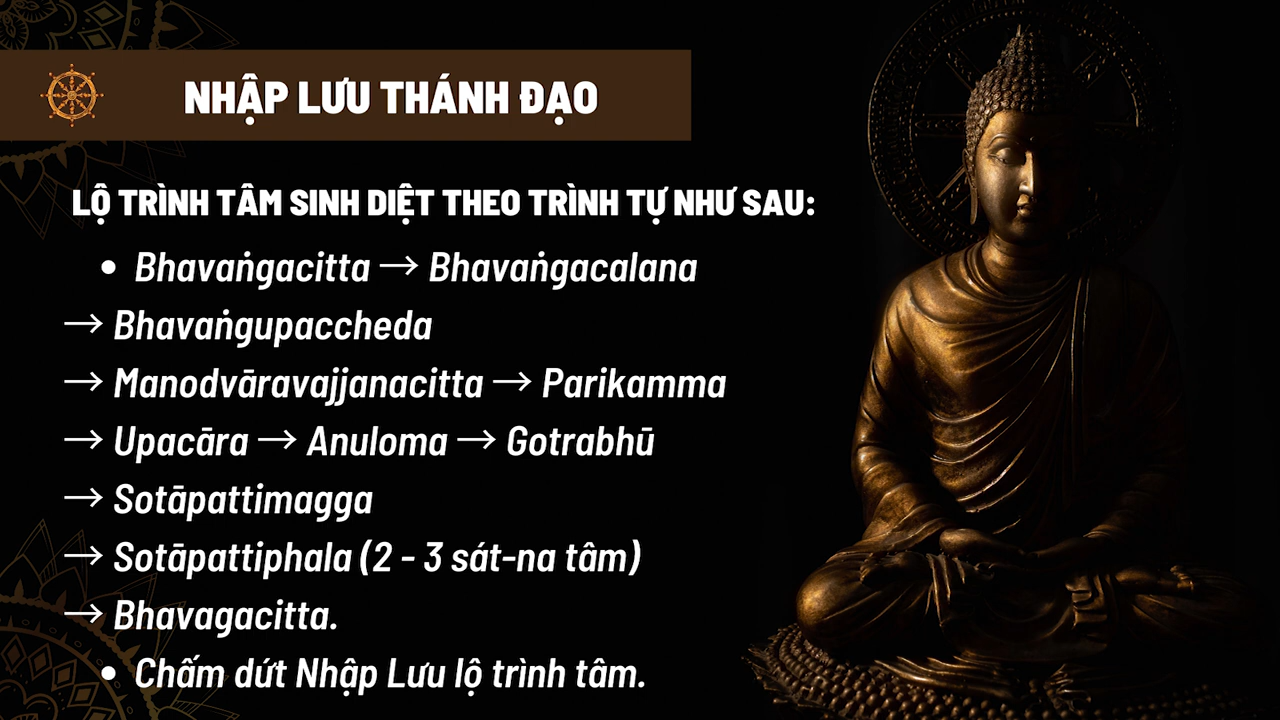 NHẬP LƯU THÁNH ĐẠO
LỘ TRÌNH TÂM SINH DIỆT THEO TRÌNH TỰ NHƯ SAU:
• Bhavaṅgacitta → Bhavaṅgacalana
→ Bhavaṅgupaccheda
→ Manodvāravajjanacitta → Parikamma
→ Upacāra → Anuloma → Gotrabhū
→ Sotāpattimagga
→ Sotāpattiphala (2 - 3 sát-na tâm)
→ Bhavagacitta.
• Chấm dứt Nhập Lưu lộ trình tâm.